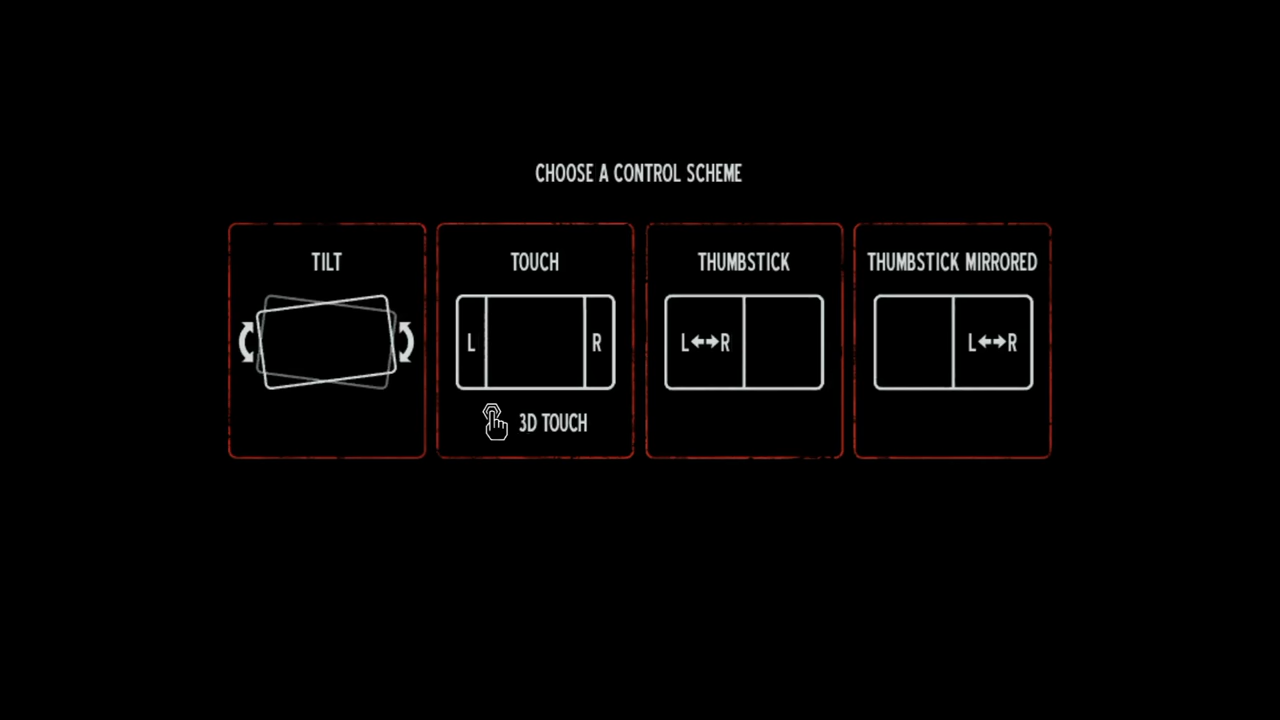 CHOOSE A CONTROL SCHEME
TILT
TOUCH
THUMBSTICK
THUMBSTICK MIRRORED
L
R
L↔R
L↔R
3D TOUCH